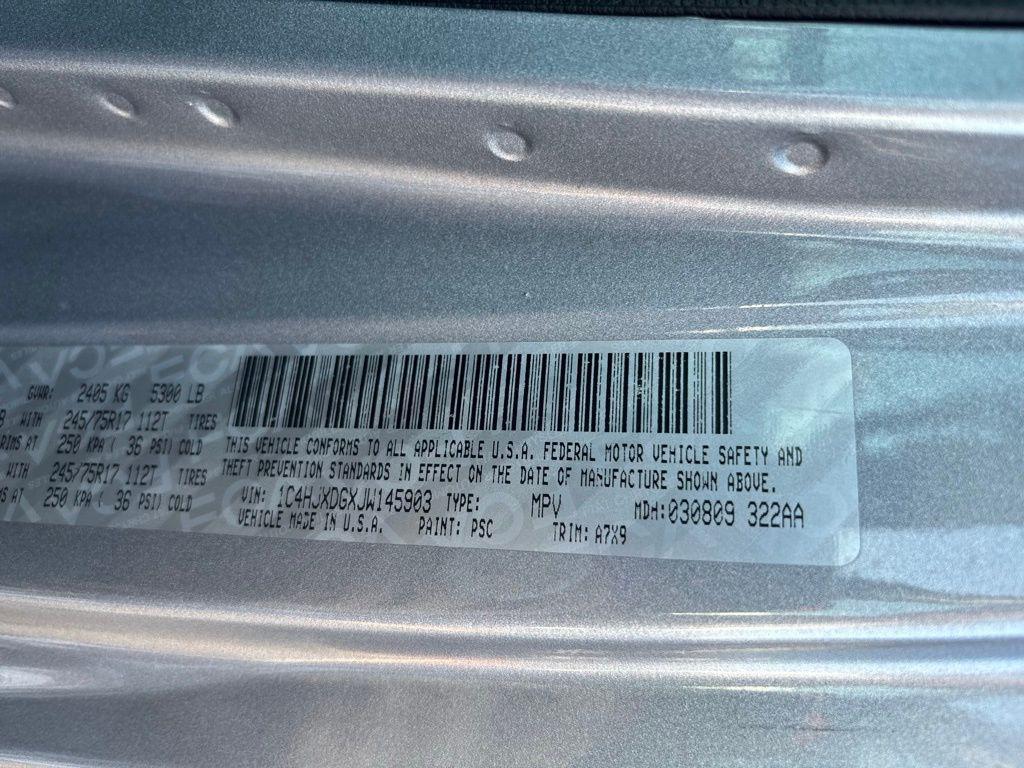 GVWR: 2405 KG 5300 LB
WITH 245/75R17 112T TIRES
RIMS AT 250 KPA ( 36 PSI) COLD
WITH 245/75R17 112T TIRES
250 KPA ( 36 PSI) COLD
THIS VEHICLE CONFORMS TO ALL APPLICABLE U.S.A. FEDERAL MOTOR VEHICLE SAFETY AND
THEFT PREVENTION STANDARDS IN EFFECT ON THE DATE OF MANUFACTURE SHOWN ABOVE.
VIN: 1C4HJXDGXJW145903 TYPE: MPV MDH:030809 322AA
VEHICLE MADE IN U.S.A. PAINT: PSC TRIM: A7X9